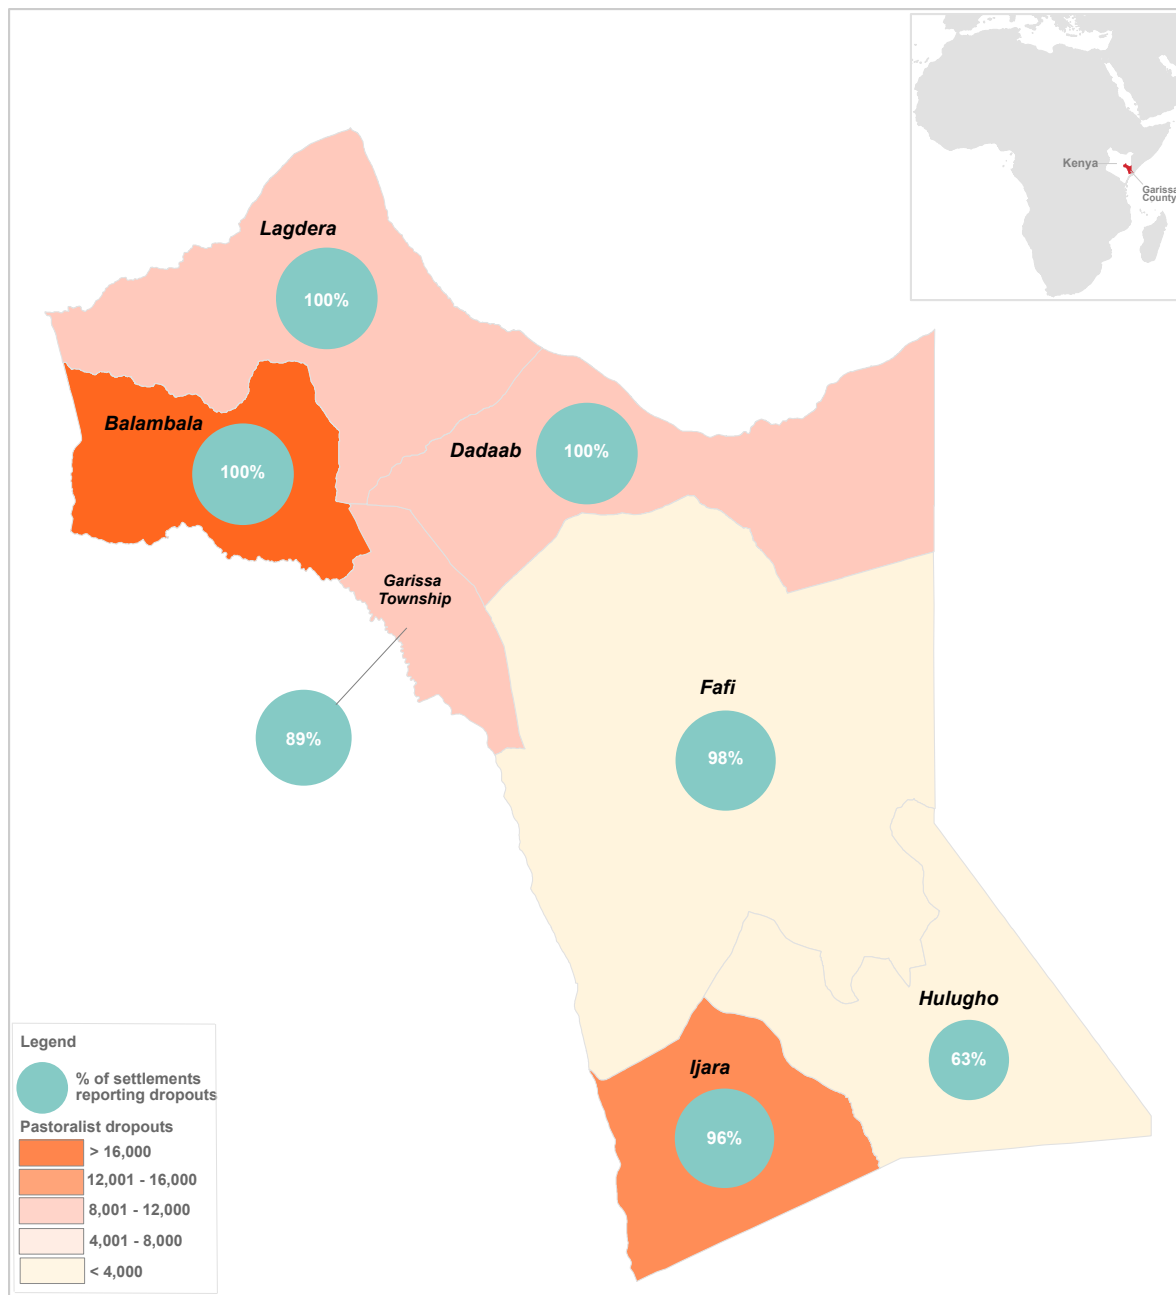 Kenya
Garissa
County
Lagdera
100%
Balambala
100%
Dadaab
100%
Garissa
Township
89%
Fafi
98%
Hulugho
63%
Ijara
96%
Legend
% of settlements
reporting dropouts
Pastoralist dropouts
> 16,000
12,001 - 16,000
8,001 - 12,000
4,001 - 8,000
< 4,000